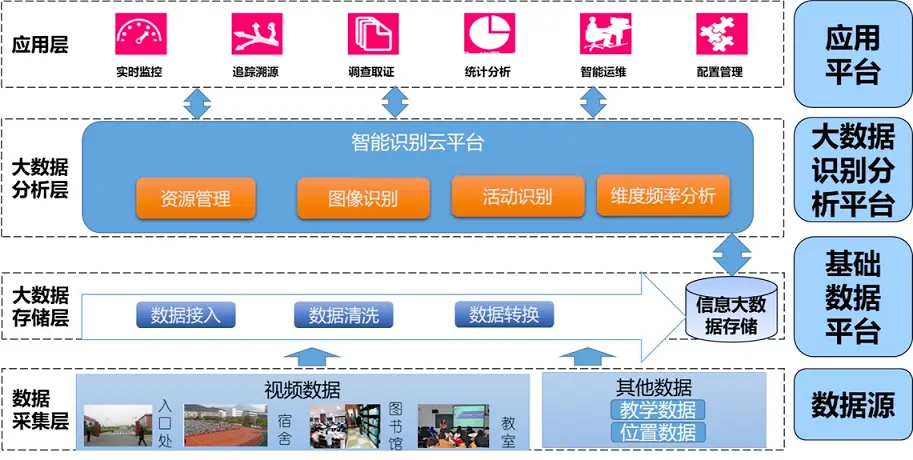 应用层
实时监控
追踪溯源
调查取证
统计分析
智能运维
配置管理
应用
平台
大数据
分析层
智能识别云平台
资源管理
图像识别
活动识别
维度频率分析
大数据
识别分
析平台
大数据
存储层
数据接入
数据清洗
数据转换
信息大数
据存储
基础
数据
平台
数据
采集层
视频数据
入口处
宿舍
图书馆
教室
其他数据
教学数据
位置数据
数据源